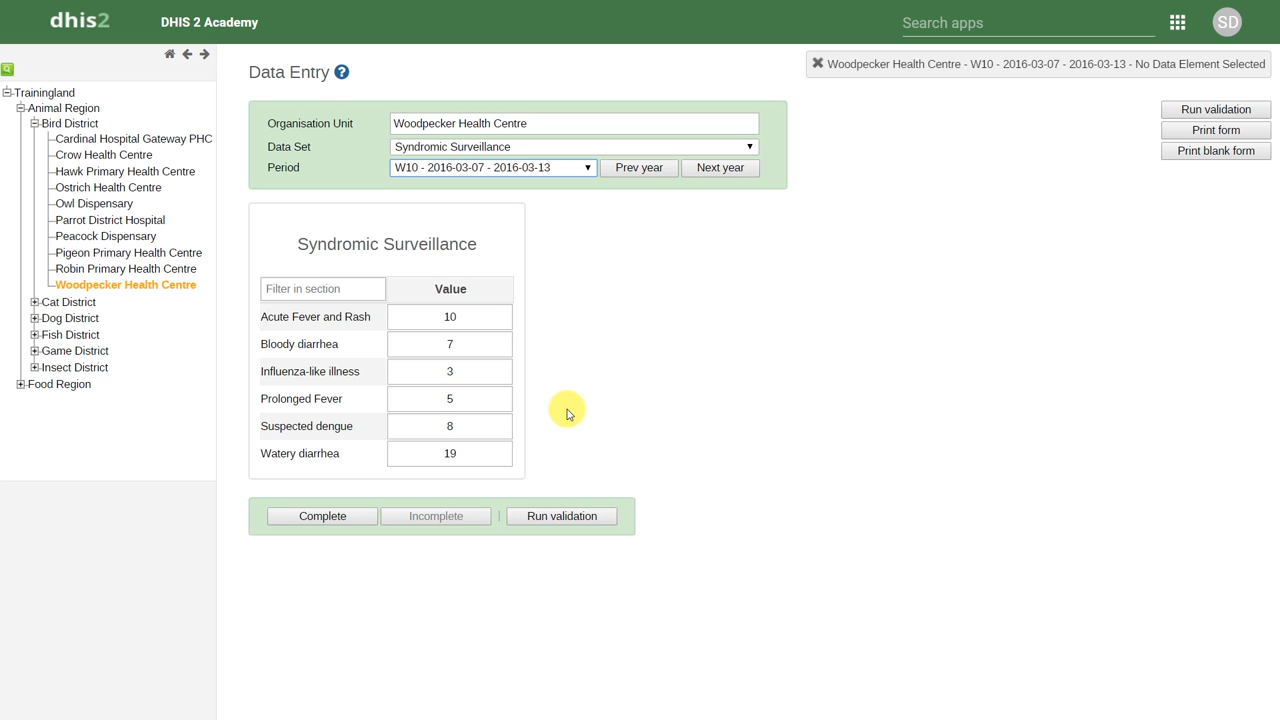 dhis2
DHIS 2 Academy
Search apps
SD
Trainingland
Animal Region
Bird District
Cardinal Hospital Gateway PHC
Crow Health Centre
Hawk Primary Health Centre
Ostrich Health Centre
Owl Dispensary
Parrot District Hospital
Peacock Dispensary
Pigeon Primary Health Centre
Robin Primary Health Centre
Woodpecker Health Centre
Cat District
Dog District
Fish District
Game District
Insect District
Food Region
Data Entry ?
Woodpecker Health Centre - W10 - 2016-03-07 - 2016-03-13 - No Data Element Selected
Organisation Unit Woodpecker Health Centre
Data Set Syndromic Surveillance
Period W10 - 2016-03-07 - 2016-03-13 Prev year Next year
Run validation
Print form
Print blank form
Syndromic Surveillance
Filter in section Value
Acute Fever and Rash 10
Bloody diarrhea 7
Influenza-like illness 3
Prolonged Fever 5
Suspected dengue 8
Watery diarrhea 19
Complete Incomplete | Run validation